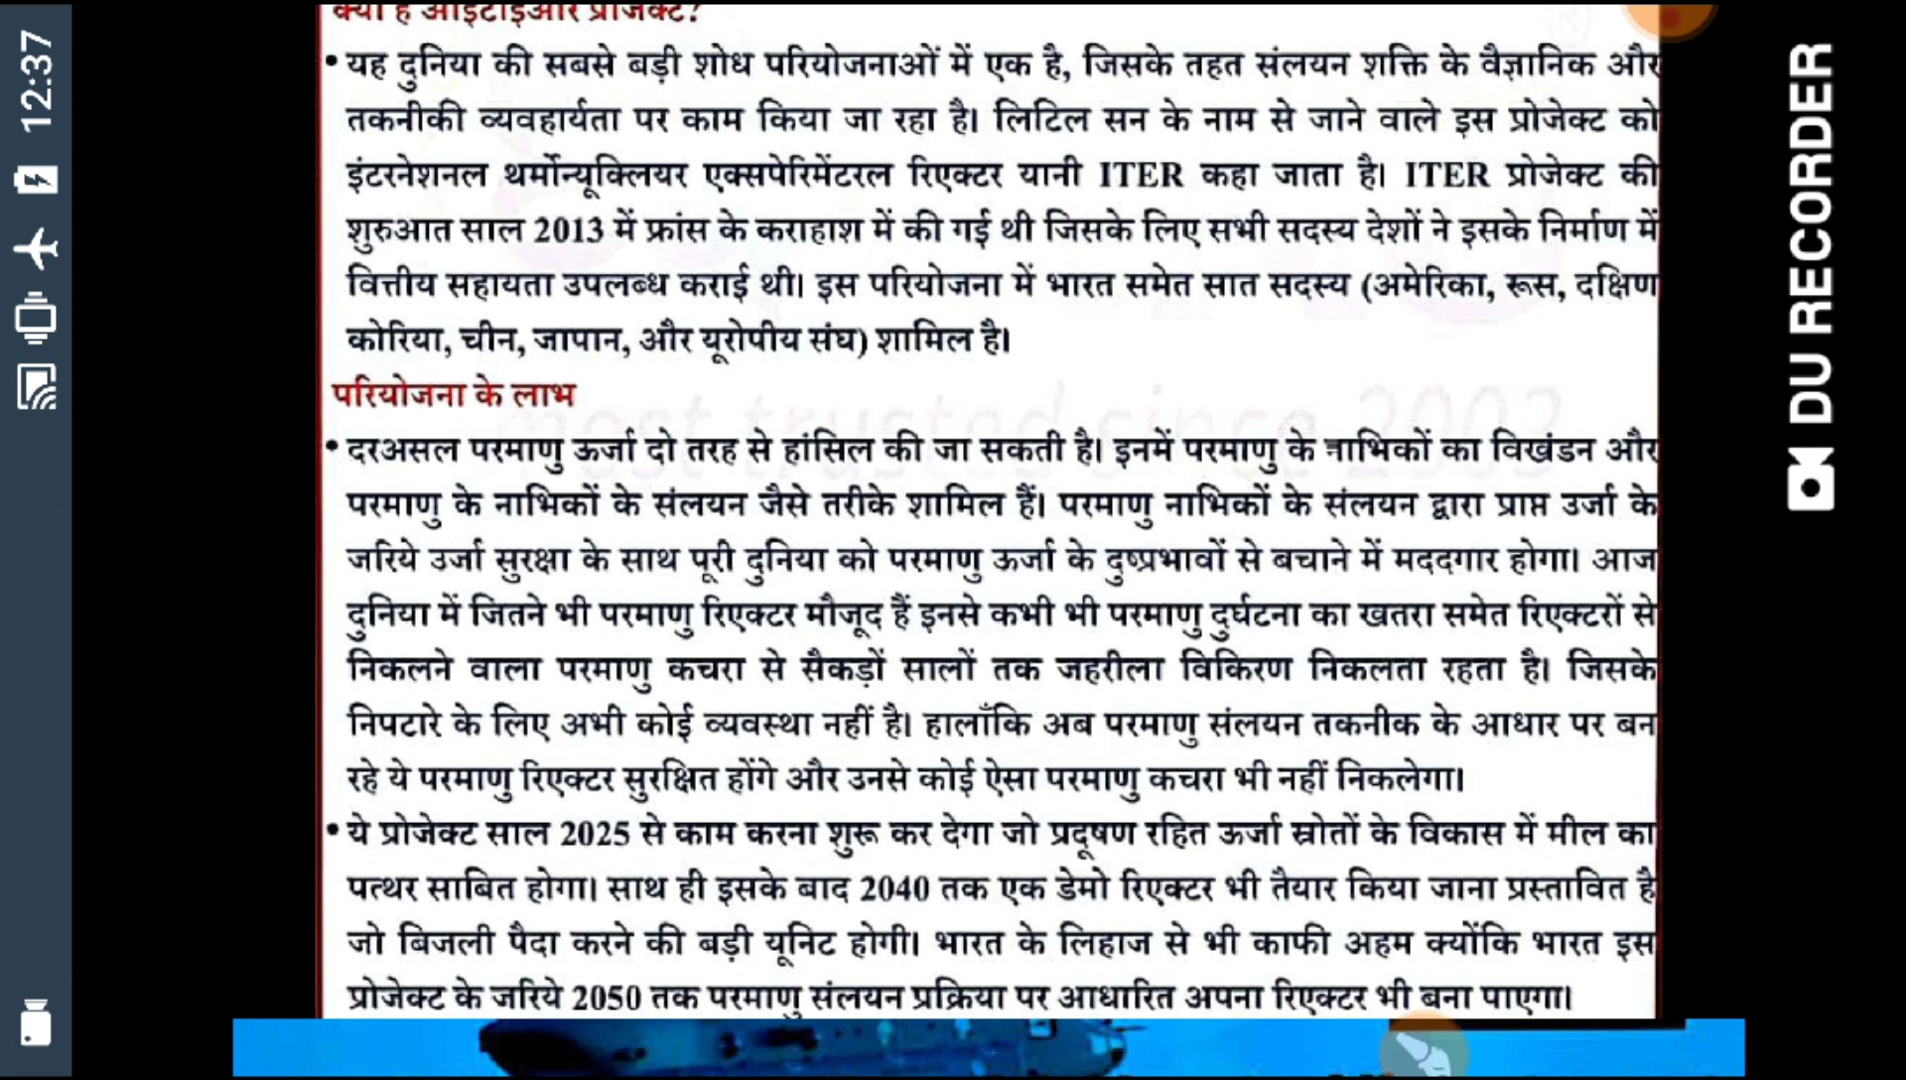 क्या है आइटीइआर प्रोजेक्ट?
• यह दुनिया की सबसे बड़ी शोध परियोजनाओं में एक है, जिसके तहत संलयन शक्ति के वैज्ञानिक और
तकनीकी व्यवहार्यता पर काम किया जा रहा है। लिटिल सन के नाम से जाने वाले इस प्रोजेक्ट को
इंटरनेशनल थर्मोन्यूक्लियर एक्सपेरिमेंटरल रिएक्टर यानी ITER कहा जाता है। ITER प्रोजेक्ट की
शुरुआत साल 2013 में फ्रांस के कराहाश में की गई थी जिसके लिए सभी सदस्य देशों ने इसके निर्माण में
वित्तीय सहायता उपलब्ध कराई थी। इस परियोजना में भारत समेत सात सदस्य (अमेरिका, रूस, दक्षिण
कोरिया, चीन, जापान, और यूरोपीय संघ) शामिल है।
परियोजना के लाभ
• दरअसल परमाणु ऊर्जा दो तरह से हांसिल की जा सकती है। इनमें परमाणु के नाभिकों का विखंडन और
परमाणु के नाभिकों के संलयन जैसे तरीके शामिल हैं। परमाणु नाभिकों के संलयन द्वारा प्राप्त उर्जा के
जरिये उर्जा सुरक्षा के साथ पूरी दुनिया को परमाणु ऊर्जा के दुष्प्रभावों से बचाने में मददगार होगा। आज
दुनिया में जितने भी परमाणु रिएक्टर मौजूद हैं इनसे कभी भी परमाणु दुर्घटना का खतरा समेत रिएक्टरों से
निकलने वाला परमाणु कचरा से सैकड़ों सालों तक जहरीला विकिरण निकलता रहता है। जिसके
निपटारे के लिए अभी कोई व्यवस्था नहीं है। हालाँकि अब परमाणु संलयन तकनीक के आधार पर बन
रहे ये परमाणु रिएक्टर सुरक्षित होंगे और उनसे कोई ऐसा परमाणु कचरा भी नहीं निकलेगा।
• ये प्रोजेक्ट साल 2025 से काम करना शुरू कर देगा जो प्रदूषण रहित ऊर्जा स्रोतों के विकास में मील का
पत्थर साबित होगा। साथ ही इसके बाद 2040 तक एक डेमो रिएक्टर भी तैयार किया जाना प्रस्तावित है
जो बिजली पैदा करने की बड़ी यूनिट होगी। भारत के लिहाज से भी काफी अहम क्योंकि भारत इस
प्रोजेक्ट के जरिये 2050 तक परमाणु संलयन प्रक्रिया पर आधारित अपना रिएक्टर भी बना पाएगा।
most trusted since 2003
12:37
DU RECORDER